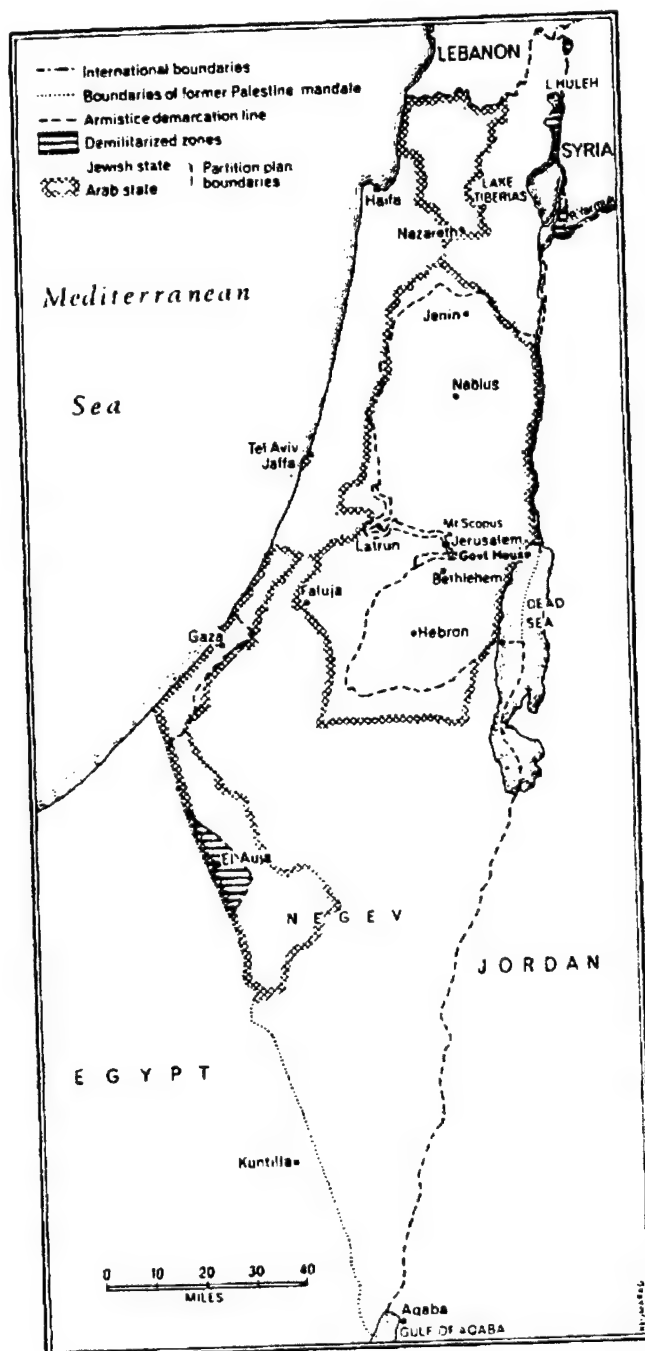 International boundaries
Boundaries of former Palestine mandate
Armistice demarcation line
Demilitarized zones
Jewish state
Arab state
Partition plan
boundaries
LEBANON
L HULEH
SYRIA
LAKE
TIBERIAS
Haifa
Nazareth
Mediterranean
Sea
Jenin
Nablus
Tel Aviv
Jaffa
Mt Scopus
Jerusalem
Latrun
Govt House
Bethlehem
Faluja
DEAD
SEA
Gaza
Hebron
El Auja
NEGEV
JORDAN
EGYPT
Kuntilla
0 10 20 30 40
MILES
Aqaba
GULF OF AQABA